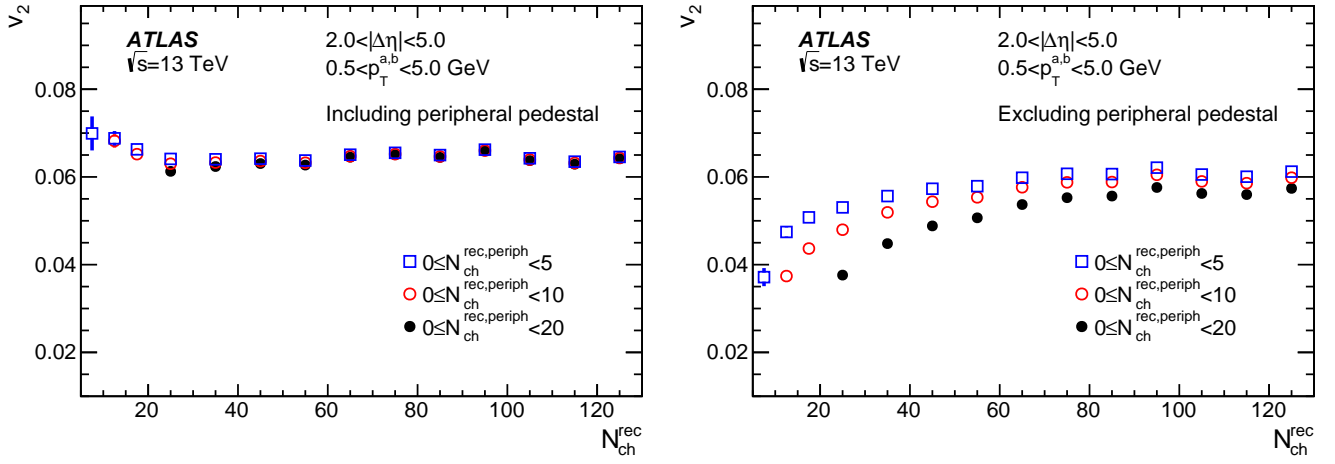 v₂
ATLAS
√s=13 TeV
2.0<|Δη|<5.0
0.5<p_T^{a,b}<5.0 GeV
Including peripheral pedestal
0≤N_ch^{rec,periph}<5
0≤N_ch^{rec,periph}<10
0≤N_ch^{rec,periph}<20
0.08
0.06
0.04
0.02
20 40 60 80 100 120
N_ch^{rec}
v₂
ATLAS
√s=13 TeV
2.0<|Δη|<5.0
0.5<p_T^{a,b}<5.0 GeV
Excluding peripheral pedestal
0≤N_ch^{rec,periph}<5
0≤N_ch^{rec,periph}<10
0≤N_ch^{rec,periph}<20
0.08
0.06
0.04
0.02
20 40 60 80 100 120
N_ch^{rec}